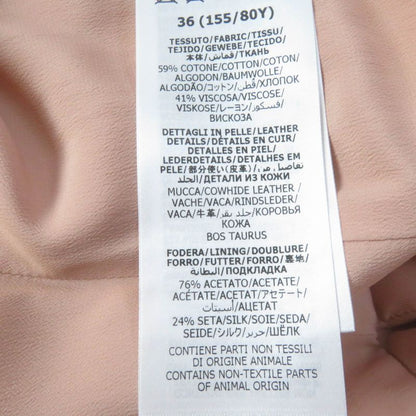 36 (155/80Y)
TESSUTO/FABRIC/TISSU/
TEJIDO/GEWEBE/TECIDO/
本体/قماش/ТКАНЬ
59% COTONE/COTTON/COTON/
ALGODON/BAUMWOLLE/
ALGODÃO/コットン/قطن/ХЛОПОК
41% VISCOSA/VISCOSE/
VISKOSE/レーヨン/فسكوز/
ВИСКОЗА
DETTAGLI IN PELLE/LEATHER
DETAILS/DÉTAILS EN CUIR/
DETALLES EN PIEL/
LEDERDETAILS/DETALHES EM
PELE/部分使い(皮革)/تفاصيل من
الجلد/ДЕТАЛИ ИЗ КОЖИ
MUCCA/COWHIDE LEATHER/
VACHE/VACA/RINDSLEDER/
VACA/牛革/جلد بقر/КОРОВЬЯ
КОЖА
BOS TAURUS
FODERA/LINING/DOUBLURE/
FORRO/FUTTER/FORRO/裏地/
البطانة/ПОДКЛАДКА
76% ACETATO/ACETATE/
ACÉTATE/ACETAT/アセテート/
أسيتات/АЦЕТАТ
24% SETA/SILK/SOIE/SEDA/
SEIDE/シルク/حرير/ШЁЛК
CONTIENE PARTI NON TESSILI
DI ORIGINE ANIMALE
CONTAINS NON-TEXTILE PARTS
OF ANIMAL ORIGIN